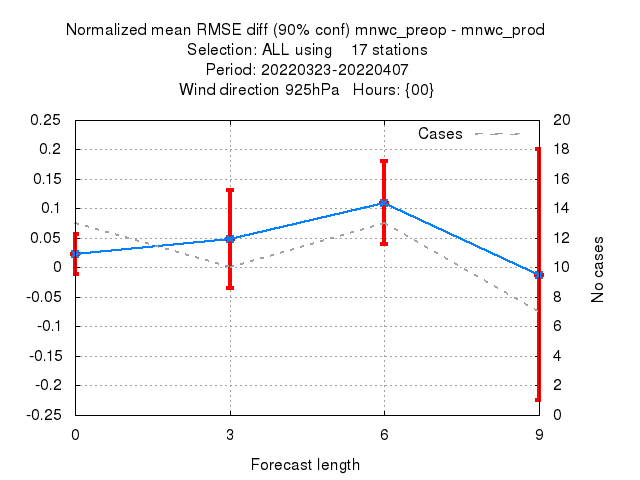 Normalized mean RMSE diff (90% conf) mnwc_preop - mnwc_prod
Selection: ALL using    17 stations
Period: 20220323-20220407
Wind direction 925hPa   Hours: {00}
Cases
0.25
0.2
0.15
0.1
0.05
0
-0.05
-0.1
-0.15
-0.2
-0.25
20
18
16
14
12
10
8
6
4
2
0
No cases
0 3 6 9
Forecast length